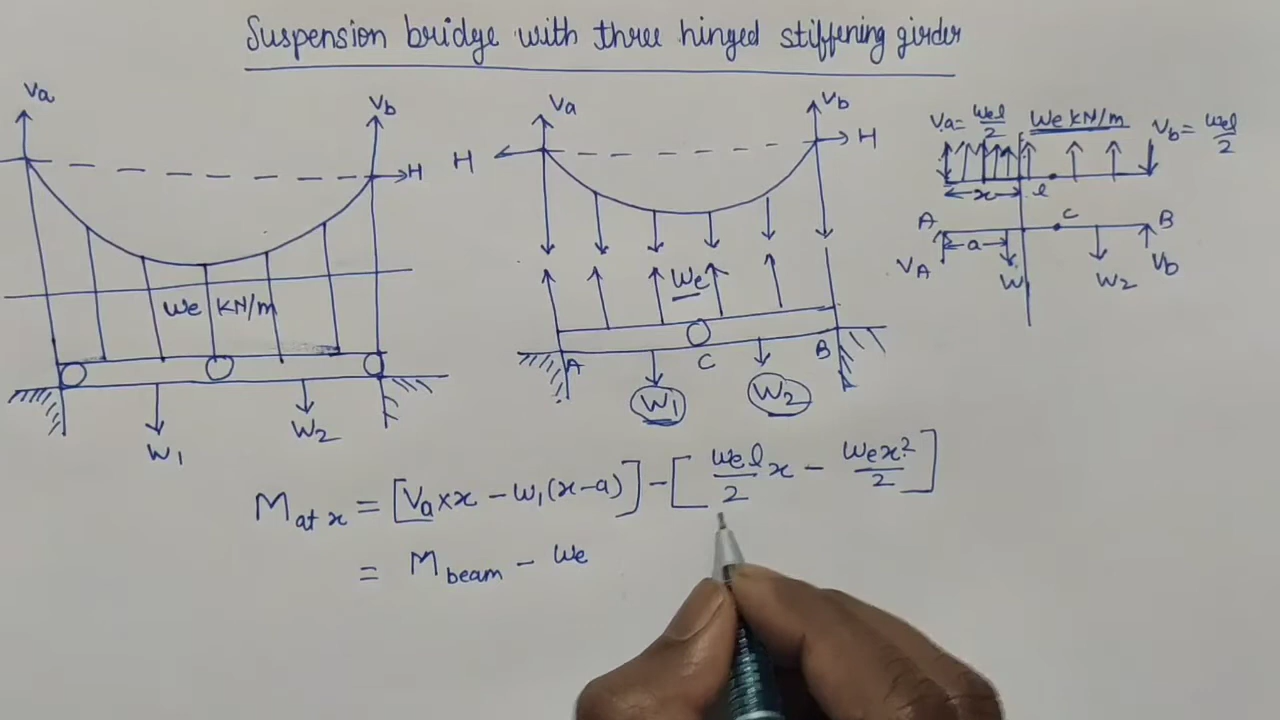 Suspension bridge with three hinged stiffening girder
Va
Vb
H
We KN/m
W1
W2
Va
Vb
H
H
We
A
C
B
W1
W2
Va = Wel/2
We KN/m
Vb = Wel/2
x
l
A
C
B
a
VA
W
W2
Vb
M at x = [Va × x – W1(x-a)] – [Wel/2 x – Wex²/2]
= M beam – We